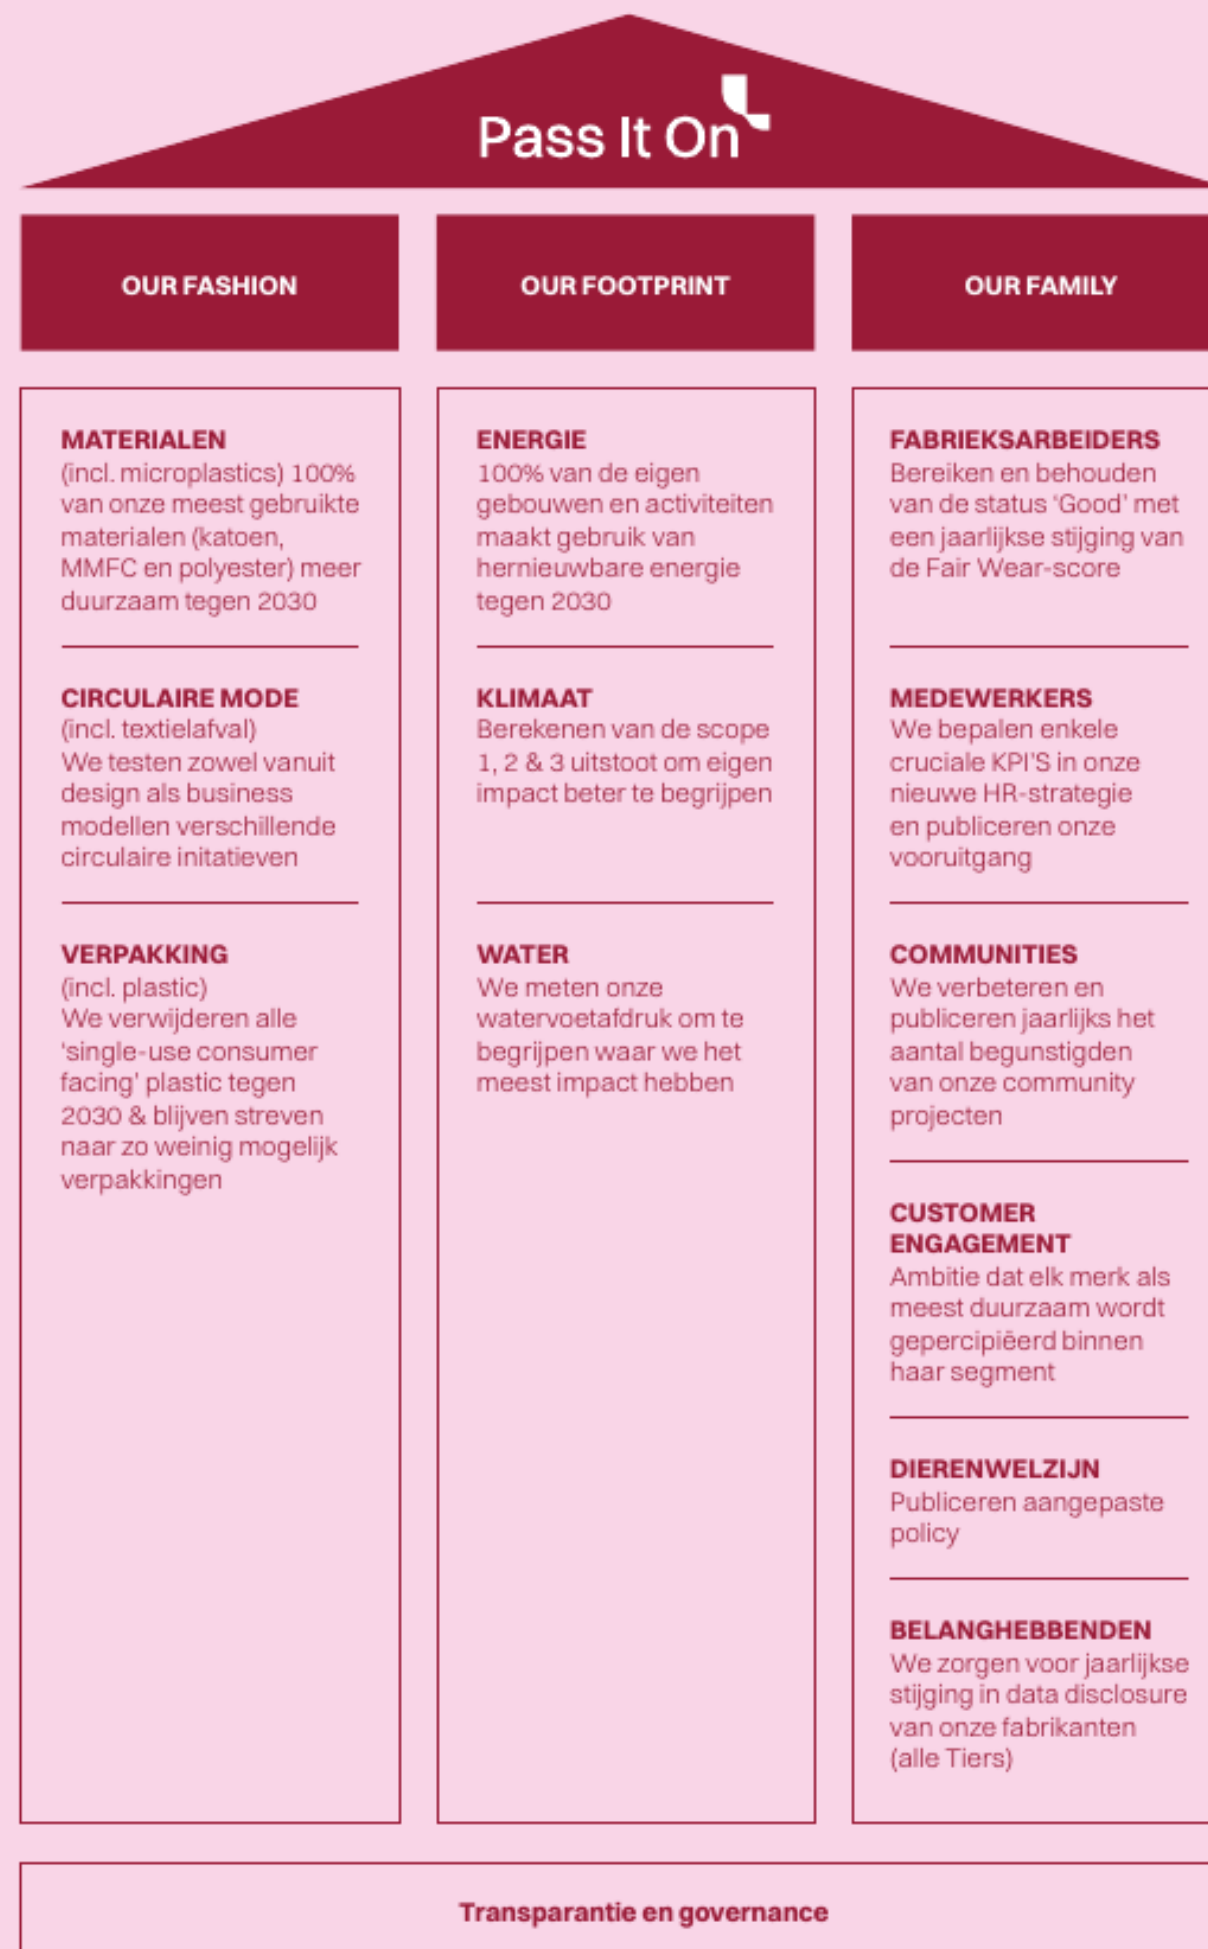 Pass It On
OUR FASHION
OUR FOOTPRINT
OUR FAMILY
MATERIALEN
(incl. microplastics) 100%
van onze meest gebruikte
materialen (katoen,
MMFC en polyester) meer
duurzaam tegen 2030
CIRCULAIRE MODE
(incl. textielafval)
We testen zowel vanuit
design als business
modellen verschillende
circulaire initatieven
VERPAKKING
(incl. plastic)
We verwijderen alle
‘single-use consumer
facing’ plastic tegen
2030 & blijven streven
naar zo weinig mogelijk
verpakkingen
ENERGIE
100% van de eigen
gebouwen en activiteiten
maakt gebruik van
hernieuwbare energie
tegen 2030
KLIMAAT
Berekenen van de scope
1, 2 & 3 uitstoot om eigen
impact beter te begrijpen
WATER
We meten onze
watervoetafdruk om te
begrijpen waar we het
meest impact hebben
FABRIEKSARBEIDERS
Bereiken en behouden
van de status ‘Good’ met
een jaarlijkse stijging van
de Fair Wear-score
MEDEWERKERS
We bepalen enkele
cruciale KPI'S in onze
nieuwe HR-strategie
en publiceren onze
vooruitgang
COMMUNITIES
We verbeteren en
publiceren jaarlijks het
aantal begunstigden
van onze community
projecten
CUSTOMER
ENGAGEMENT
Ambitie dat elk merk als
meest duurzaam wordt
gepercipiëerd binnen
haar segment
DIERENWELZIJN
Publiceren aangepaste
policy
BELANGHEBBENDEN
We zorgen voor jaarlijkse
stijging in data disclosure
van onze fabrikanten
(alle Tiers)
Transparantie en governance